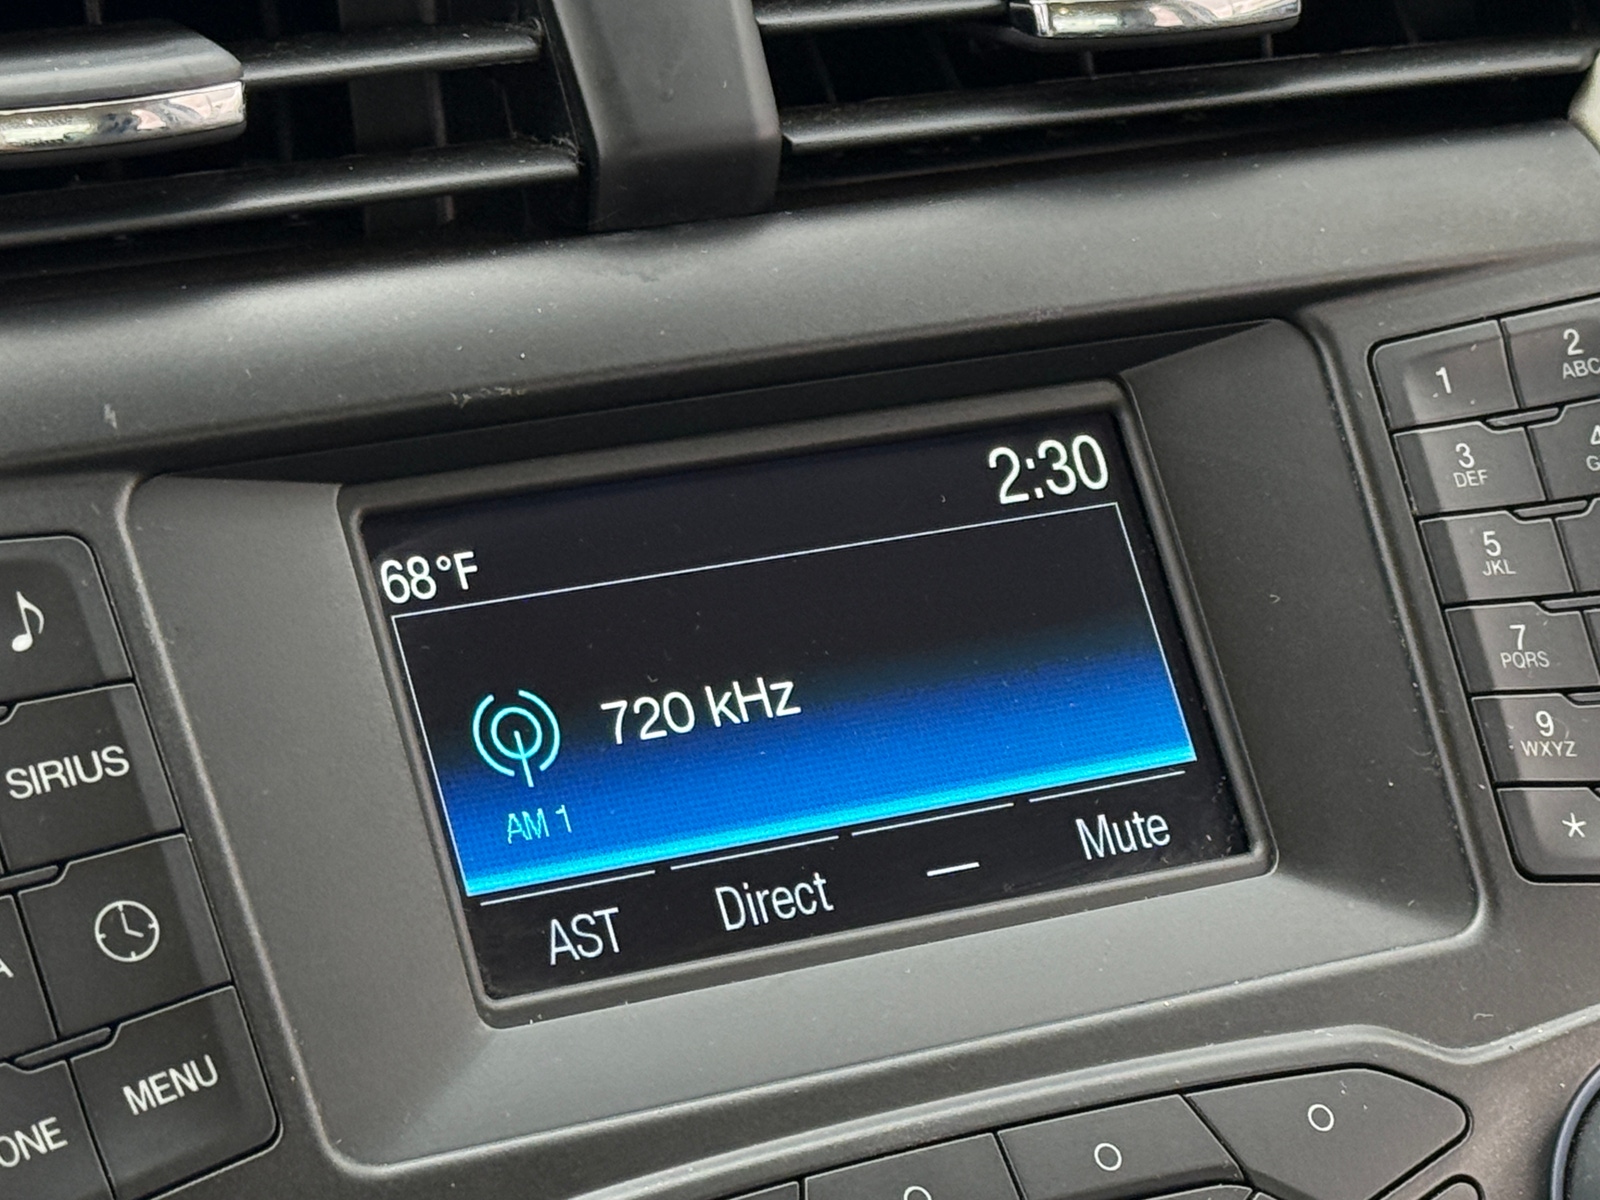 2:30
68°F
720 kHz
AM 1
AST Direct — Mute
SIRIUS
MENU
ONE
1
2
ABC
3
DEF
5
JKL
7
PQRS
9
WXYZ
*